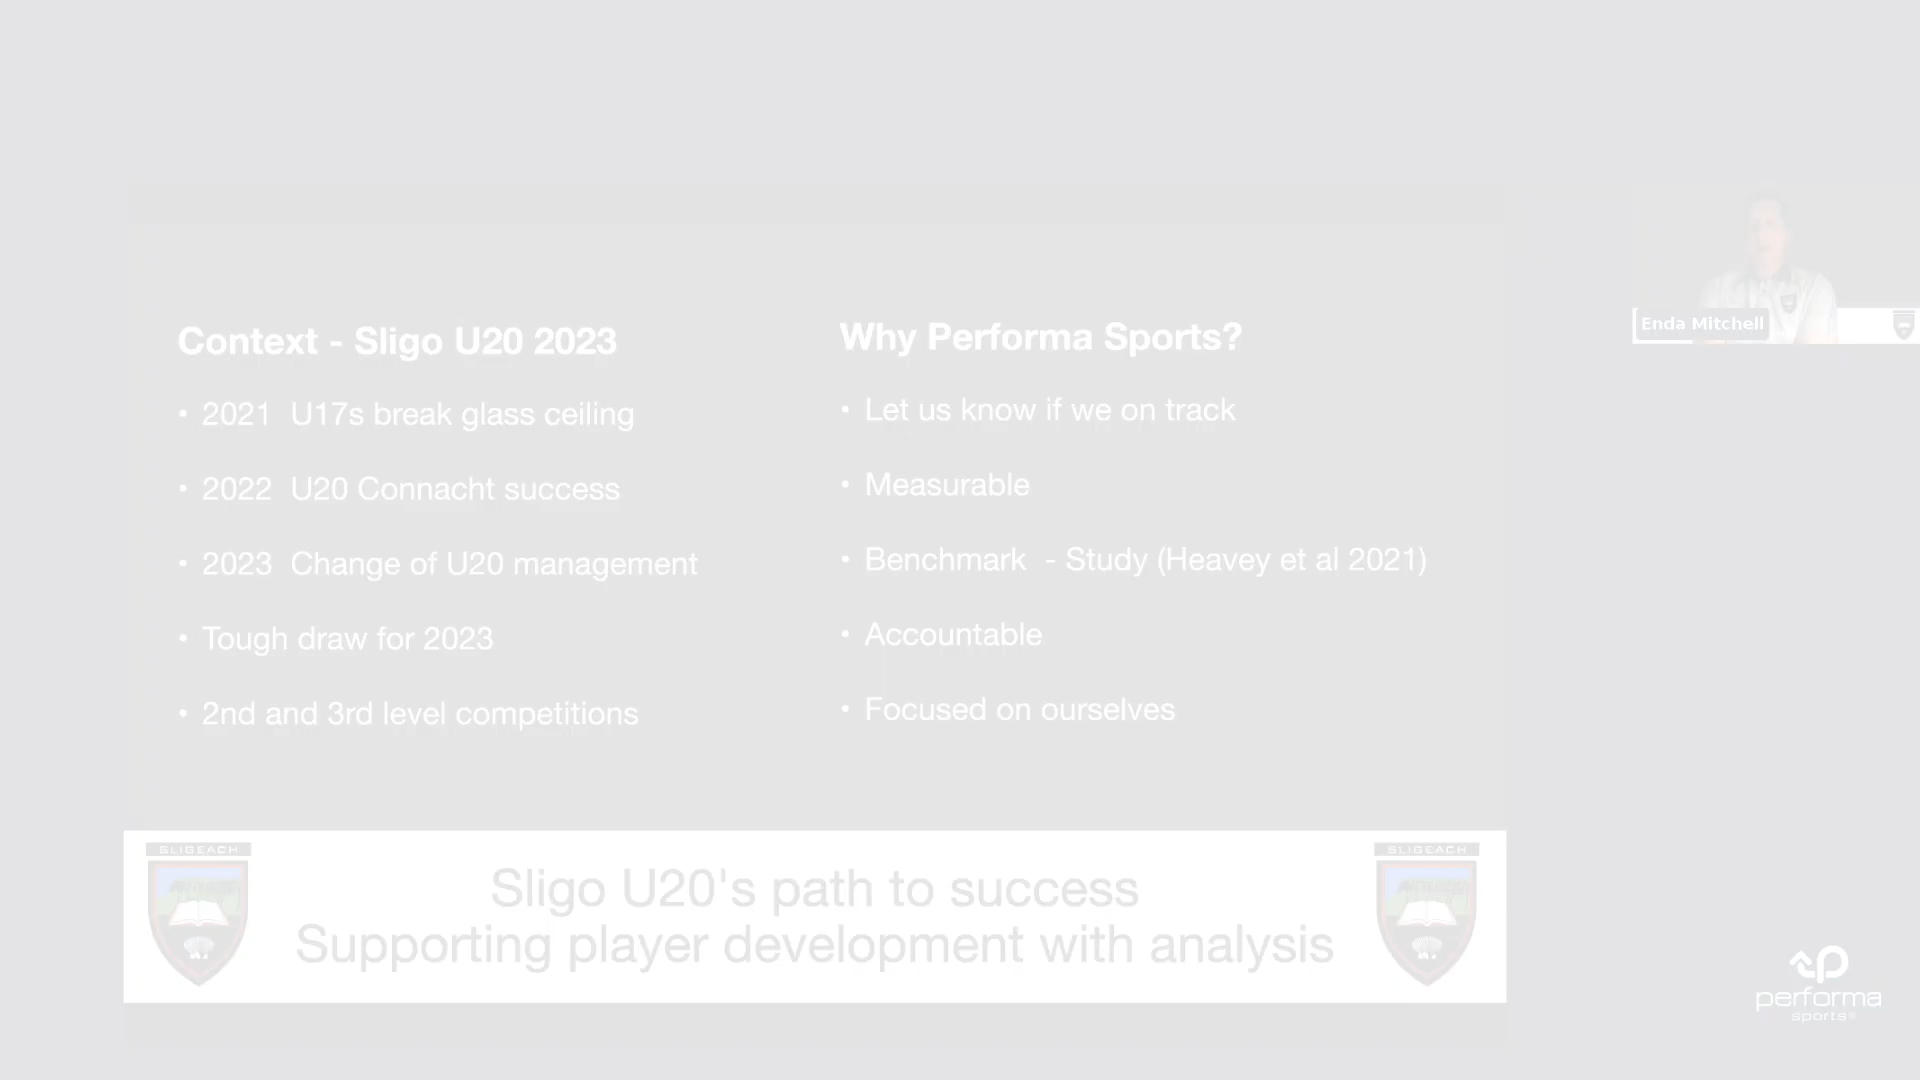 Context - Sligo U20 2023
• 2021 U17s break glass ceiling
• 2022 U20 Connacht success
• 2023 Change of U20 management
• Tough draw for 2023
• 2nd and 3rd level competitions
Why Performa Sports?
• Let us know if we on track
• Measurable
• Benchmark - Study (Heavey et al 2021)
• Accountable
• Focused on ourselves
Enda Mitchell
SLIGEACH
Sligo U20's path to success
Supporting player development with analysis
SLIGEACH
performa
sports®